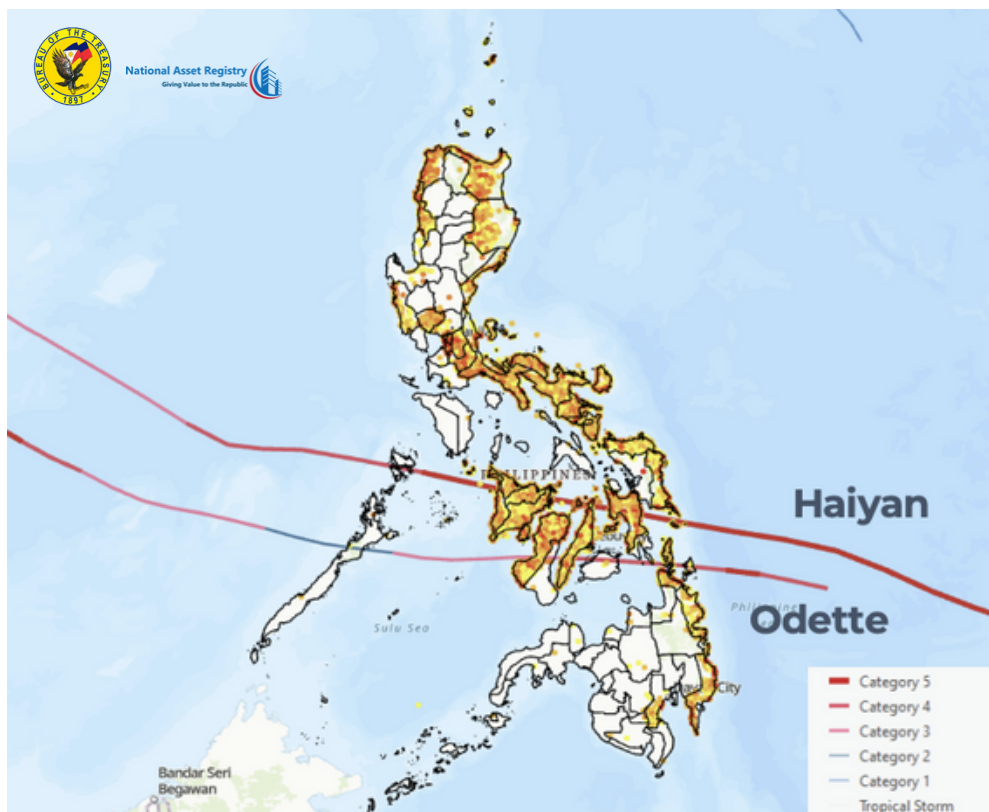 BUREAU OF THE TREASURY
1897
National Asset Registry
Giving Value to the Republic
PHILIPPINES
Haiyan
Philippine
Odette
Sulu Sea
City
Category 5
Category 4
Category 3
Category 2
Category 1
Tropical Storm
Bandar Seri
Begawan